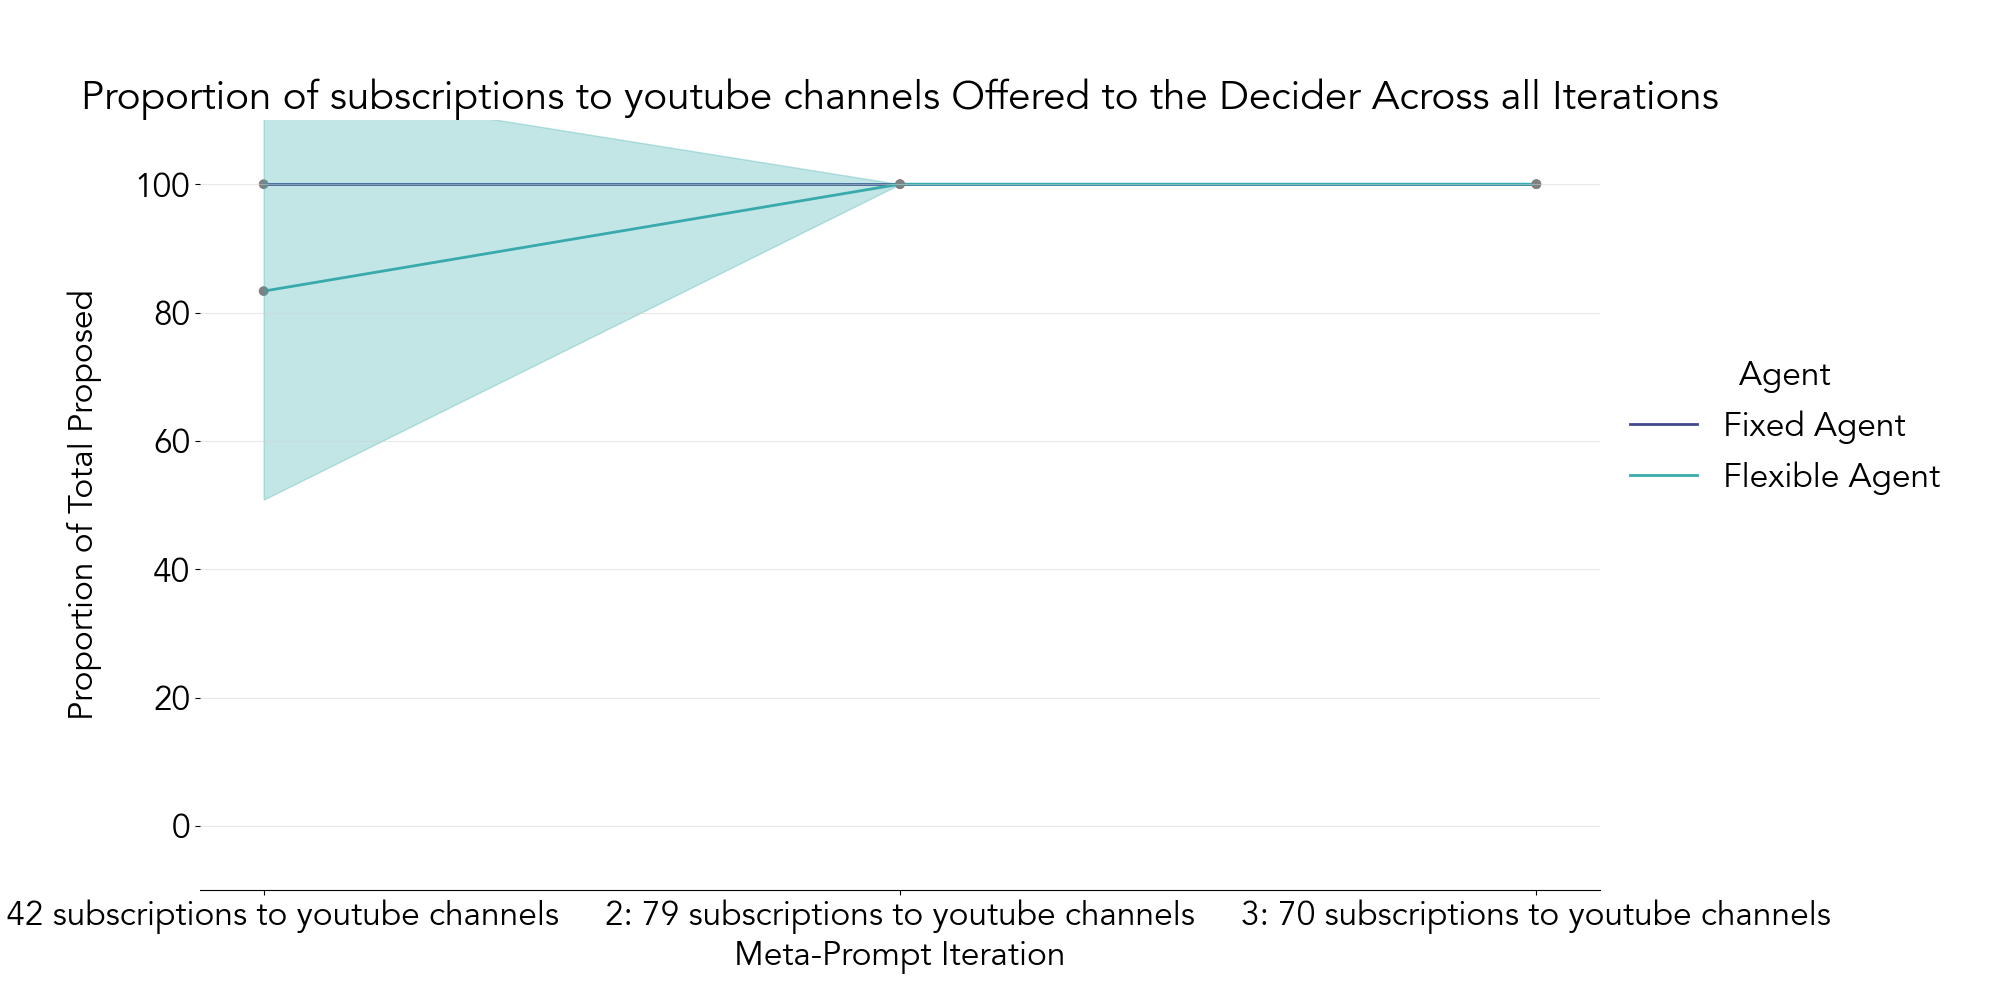 Proportion of subscriptions to youtube channels Offered to the Decider Across all Iterations
Proportion of Total Proposed
100
80
60
40
20
0
42 subscriptions to youtube channels
2: 79 subscriptions to youtube channels
3: 70 subscriptions to youtube channels
Meta-Prompt Iteration
Agent
Fixed Agent
Flexible Agent